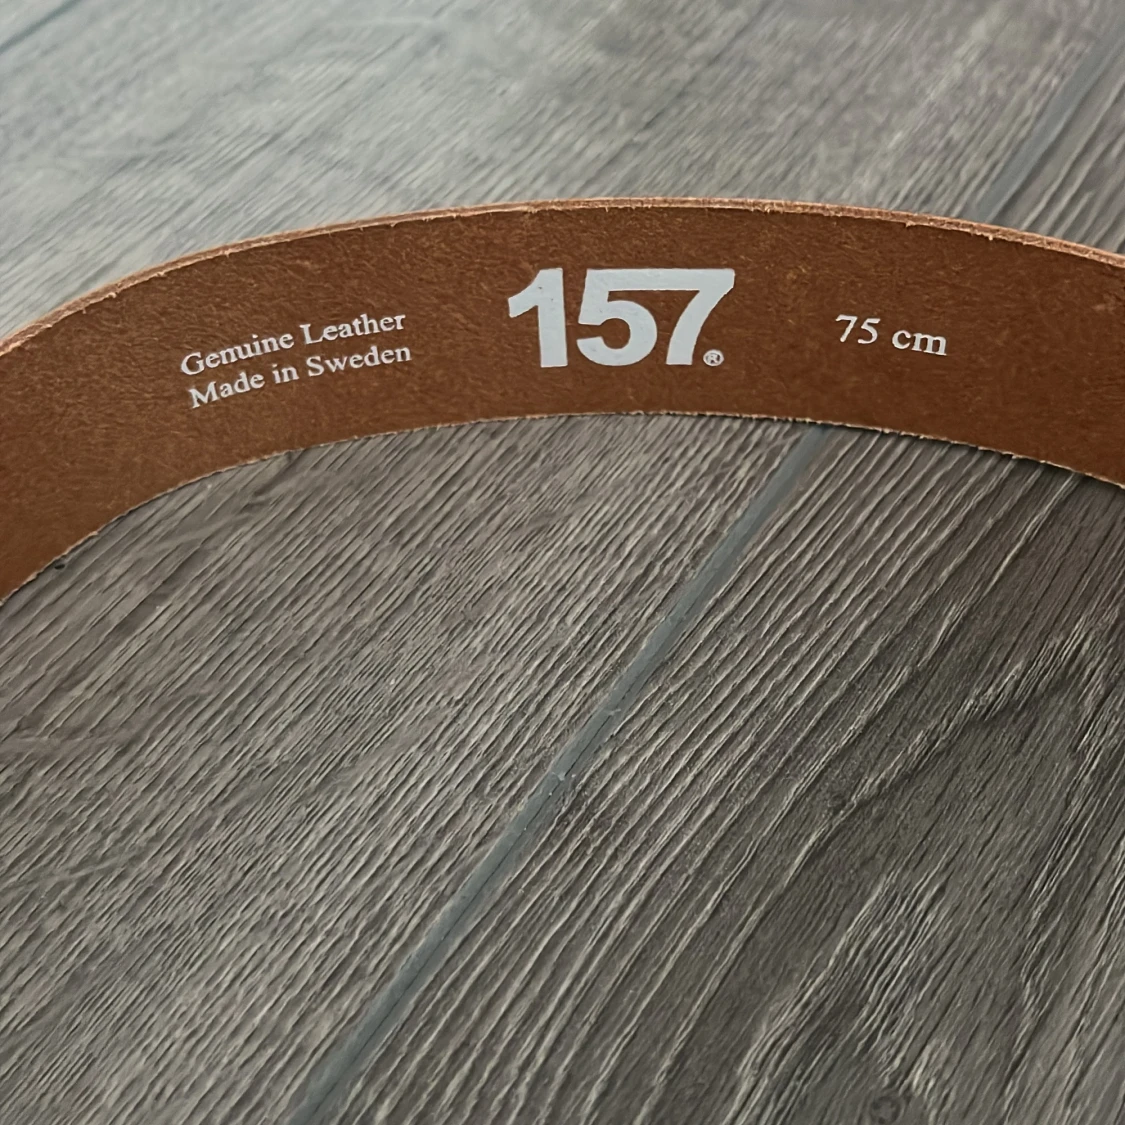 Genuine Leather
Made in Sweden
157®
75 cm